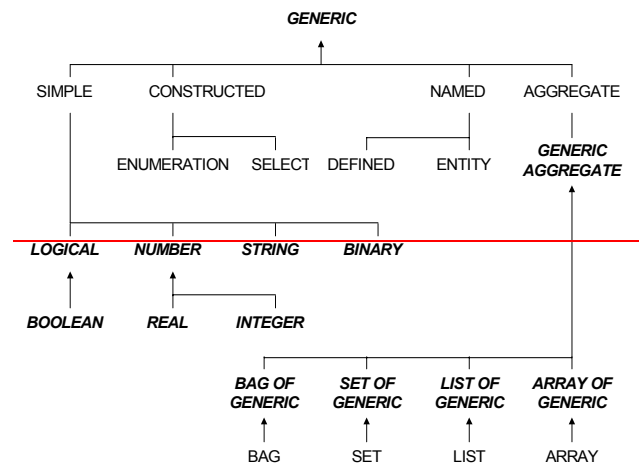 GENERIC
SIMPLE CONSTRUCTED NAMED AGGREGATE
ENUMERATION SELECT DEFINED ENTITY GENERIC
AGGREGATE
LOGICAL NUMBER STRING BINARY
BOOLEAN REAL INTEGER
BAG OF SET OF LIST OF ARRAY OF
GENERIC GENERIC GENERIC GENERIC
BAG SET LIST ARRAY